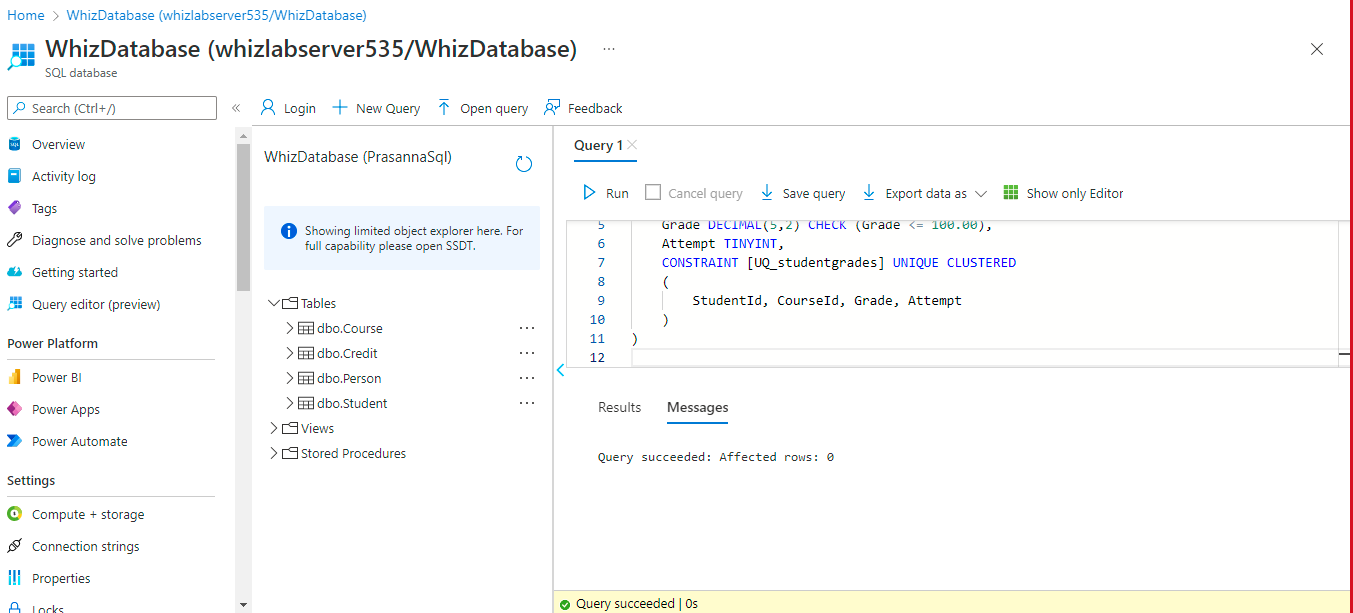 Home > WhizDatabase (whizlabserver535/WhizDatabase)
WhizDatabase (whizlabserver535/WhizDatabase) ...
SQL database
Search (Ctrl+/)
«
Overview
Activity log
Tags
Diagnose and solve problems
Getting started
Query editor (preview)
Power Platform
Power BI
Power Apps
Power Automate
Settings
Compute + storage
Connection strings
Properties
Locks
Login
New Query
Open query
Feedback
WhizDatabase (PrasannaSql)
Showing limited object explorer here. For
full capability please open SSDT.
Tables
dbo.Course ...
dbo.Credit ...
dbo.Person ...
dbo.Student ...
Views
Stored Procedures
Query 1
Run
Cancel query
Save query
Export data as
Show only Editor
5 Grade DECIMAL(5,2) CHECK (Grade <= 100.00),
6 Attempt TINYINT,
7 CONSTRAINT [UQ_studentgrades] UNIQUE CLUSTERED
8 (
9 StudentId, CourseId, Grade, Attempt
10 )
11 )
12
Results
Messages
Query succeeded: Affected rows: 0
Query succeeded | 0s